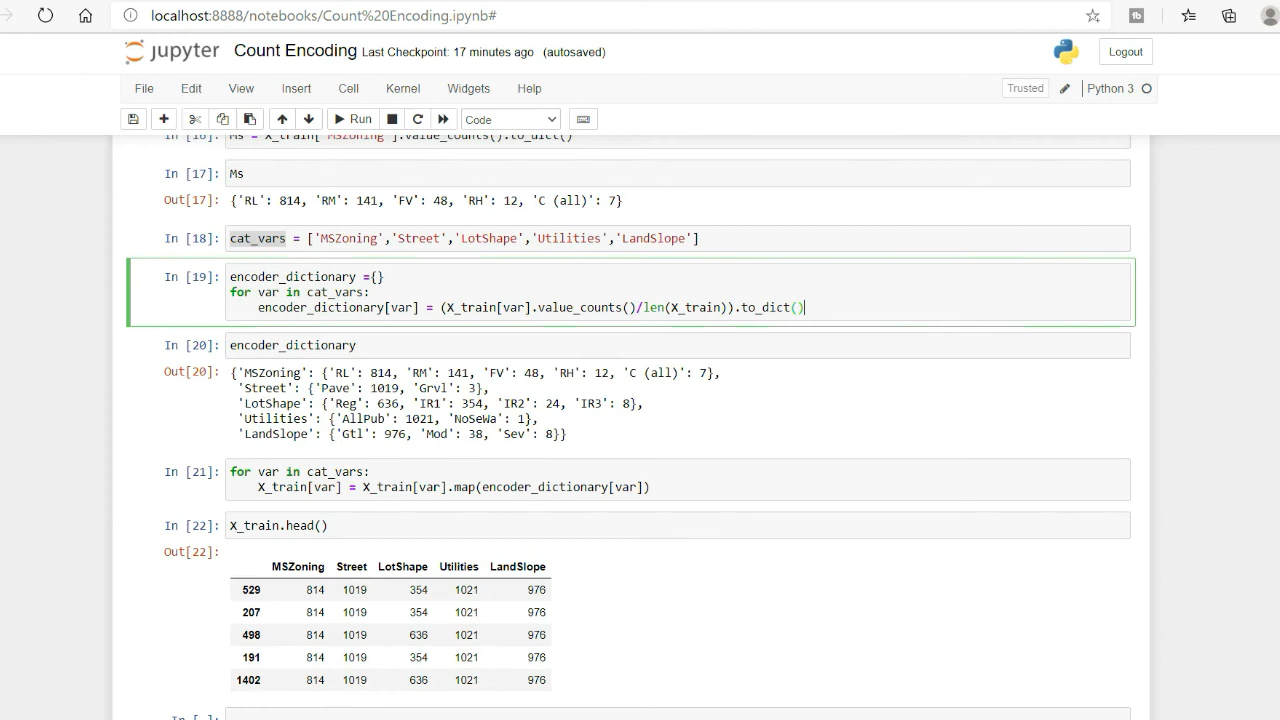 localhost:8888/notebooks/Count%20Encoding.ipynb#
jupyter Count Encoding Last Checkpoint: 17 minutes ago (autosaved) Logout
File Edit View Insert Cell Kernel Widgets Help Trusted Python 3
Run Code
In [16]: Ms = X_train['MSZoning'].value_counts().to_dict()
In [17]: Ms
Out[17]: {'RL': 814, 'RM': 141, 'FV': 48, 'RH': 12, 'C (all)': 7}
In [18]: cat_vars = ['MSZoning','Street','LotShape','Utilities','LandSlope']
In [19]: encoder_dictionary ={}
for var in cat_vars:
encoder_dictionary[var] = (X_train[var].value_counts()/len(X_train)).to_dict()
In [20]: encoder_dictionary
Out[20]: {'MSZoning': {'RL': 814, 'RM': 141, 'FV': 48, 'RH': 12, 'C (all)': 7},
'Street': {'Pave': 1019, 'Grvl': 3},
'LotShape': {'Reg': 636, 'IR1': 354, 'IR2': 24, 'IR3': 8},
'Utilities': {'AllPub': 1021, 'NoSeWa': 1},
'LandSlope': {'Gtl': 976, 'Mod': 38, 'Sev': 8}}
In [21]: for var in cat_vars:
X_train[var] = X_train[var].map(encoder_dictionary[var])
In [22]: X_train.head()
Out[22]:
MSZoning Street LotShape Utilities LandSlope
529 814 1019 354 1021 976
207 814 1019 354 1021 976
498 814 1019 636 1021 976
191 814 1019 354 1021 976
1402 814 1019 636 1021 976
In [ ]: